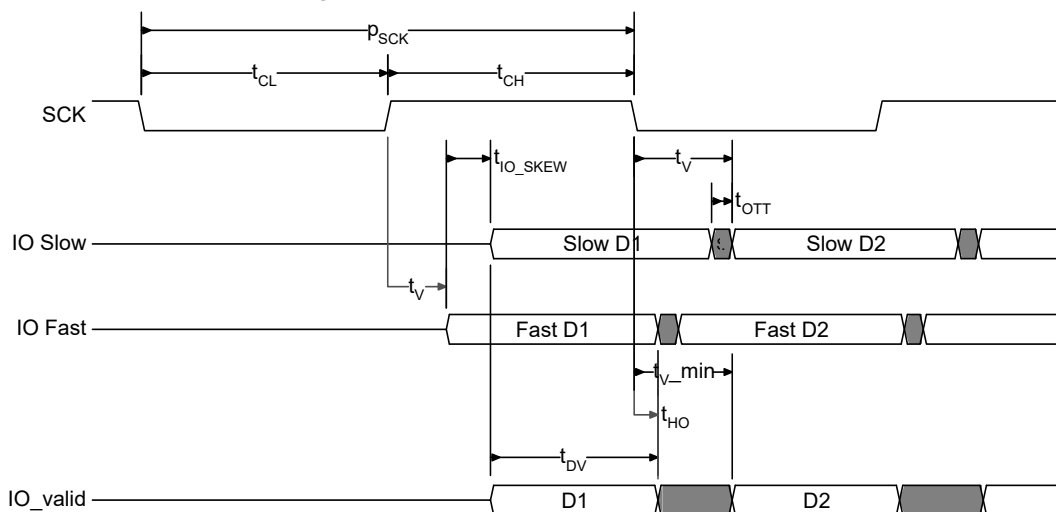 pSCK
tCL
tCH
SCK
tIO_SKEW
tV
tOTT
IO Slow
Slow D1
Slow D2
tV
IO Fast
Fast D1
Fast D2
tV_min
tHO
tDV
IO_valid
D1
D2